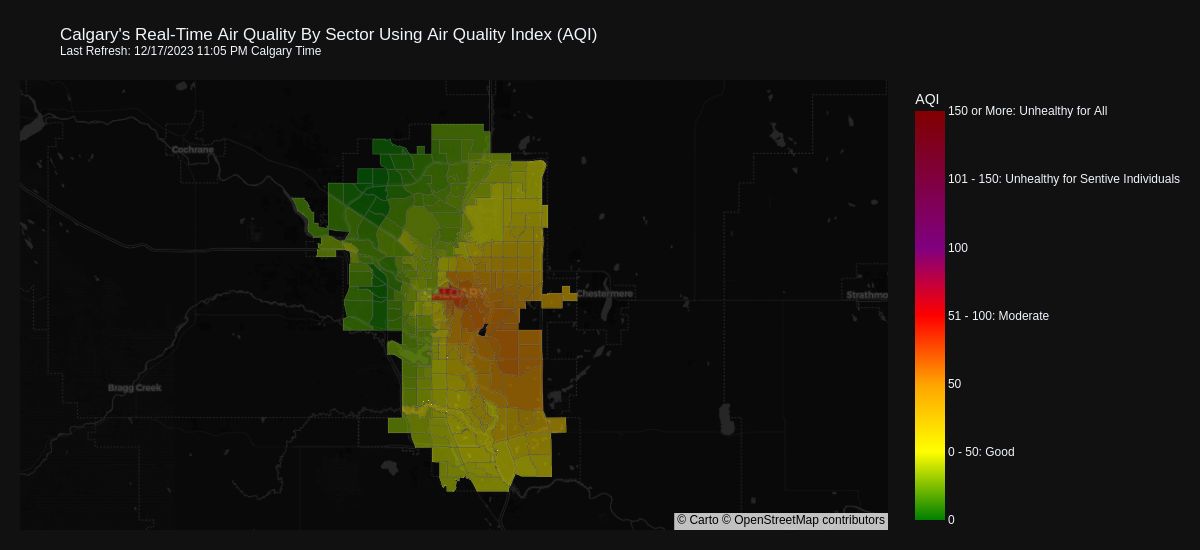 Calgary's Real-Time Air Quality By Sector Using Air Quality Index (AQI)
Last Refresh: 12/17/2023 11:05 PM Calgary Time
AQI
150 or More: Unhealthy for All
101 - 150: Unhealthy for Sentive Individuals
100
51 - 100: Moderate
50
0 - 50: Good
0
Cochrane
CALGARY
Chestermere
Strathmo
Bragg Creek
© Carto © OpenStreetMap contributors